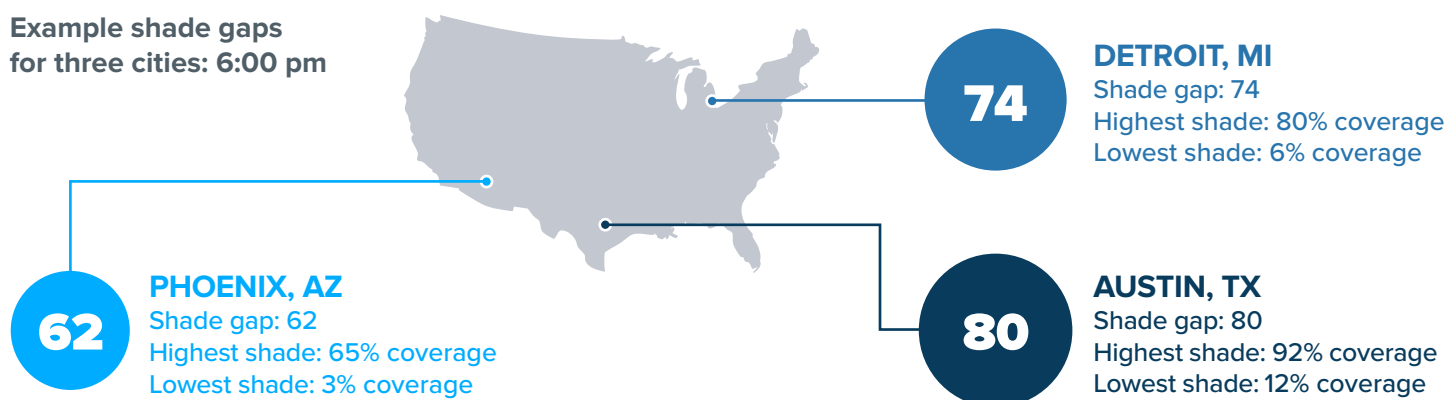 Example shade gaps
for three cities: 6:00 pm
74
DETROIT, MI
Shade gap: 74
Highest shade: 80% coverage
Lowest shade: 6% coverage
62
PHOENIX, AZ
Shade gap: 62
Highest shade: 65% coverage
Lowest shade: 3% coverage
80
AUSTIN, TX
Shade gap: 80
Highest shade: 92% coverage
Lowest shade: 12% coverage